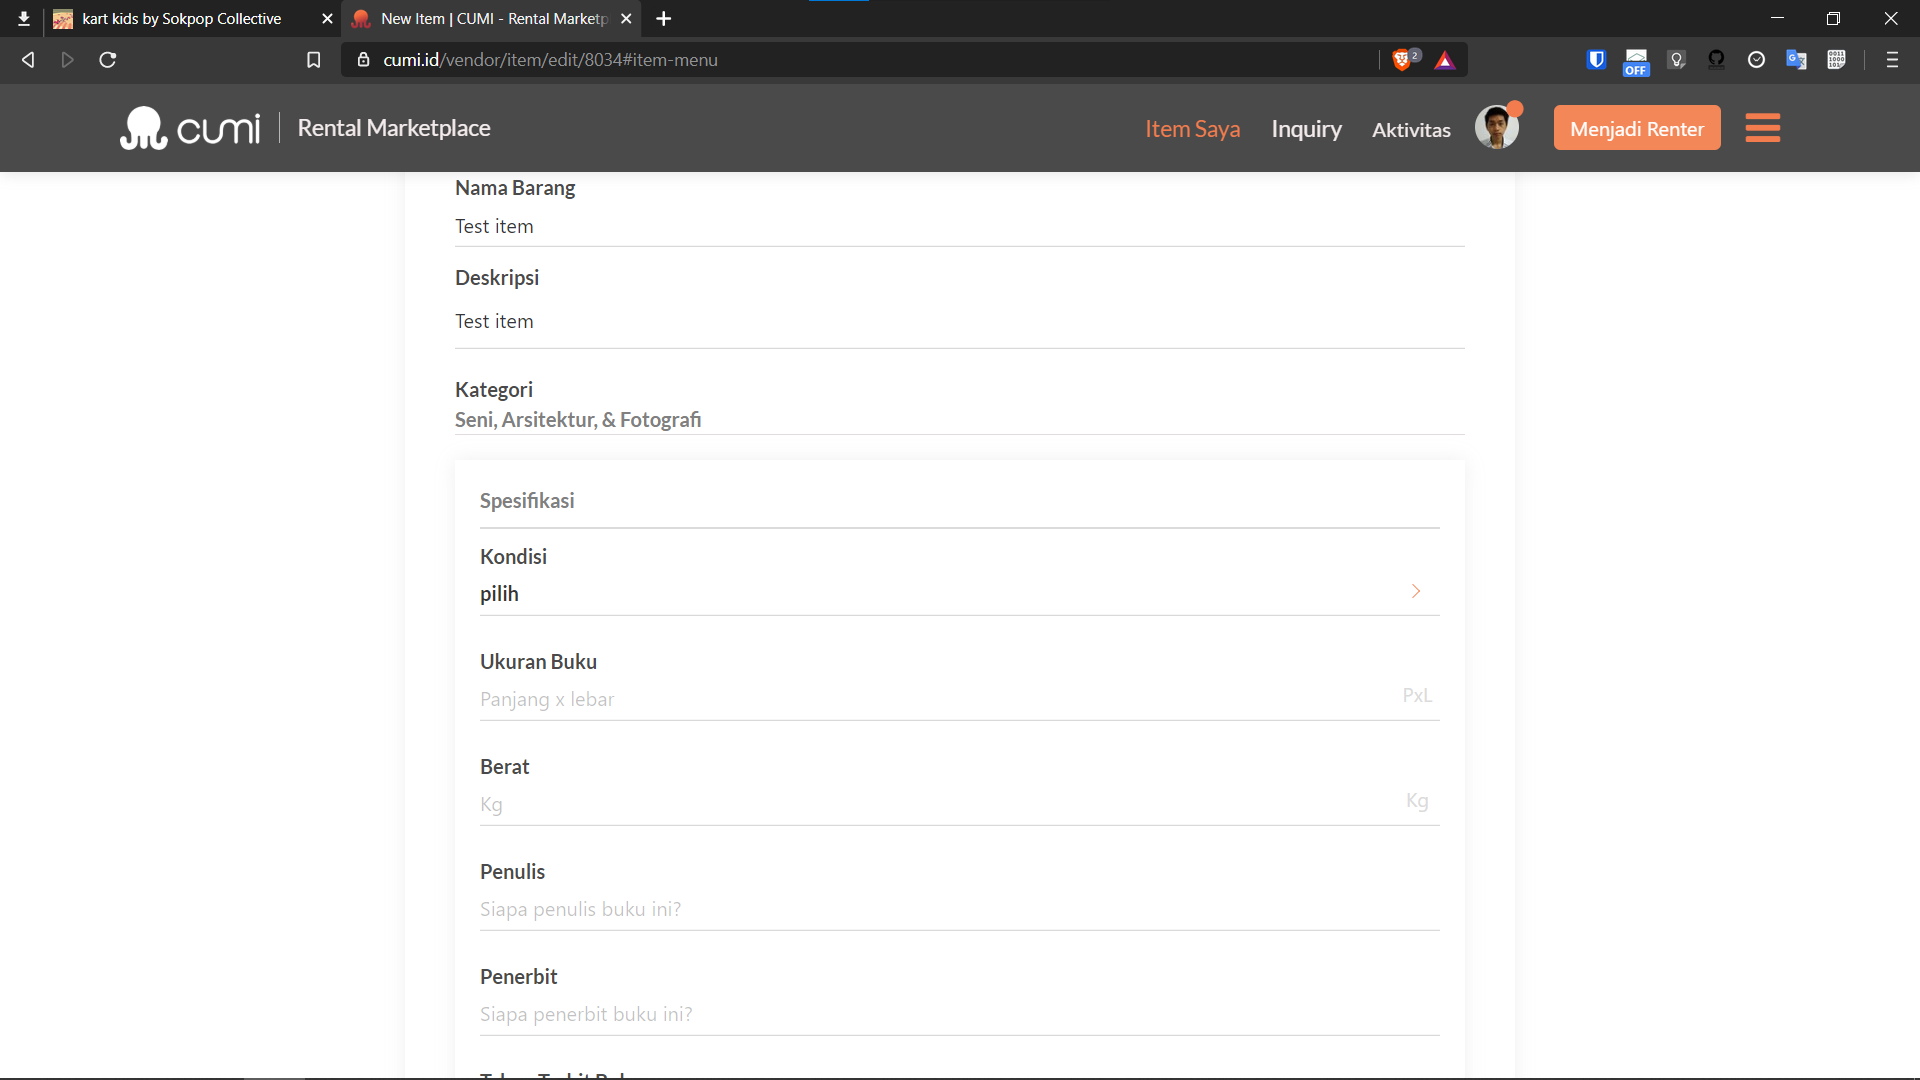 kart kids by Sokpop Collective
New Item | CUMI - Rental Marketp
cumi.id/vendor/item/edit/8034#item-menu
2
OFF
cumi
Rental Marketplace
Item Saya
Inquiry
Aktivitas
Menjadi Renter
Nama Barang
Test item
Deskripsi
Test item
Kategori
Seni, Arsitektur, & Fotografi
Spesifikasi
Kondisi
pilih
Ukuran Buku
Panjang x lebar
PxL
Berat
Kg
Kg
Penulis
Siapa penulis buku ini?
Penerbit
Siapa penerbit buku ini?